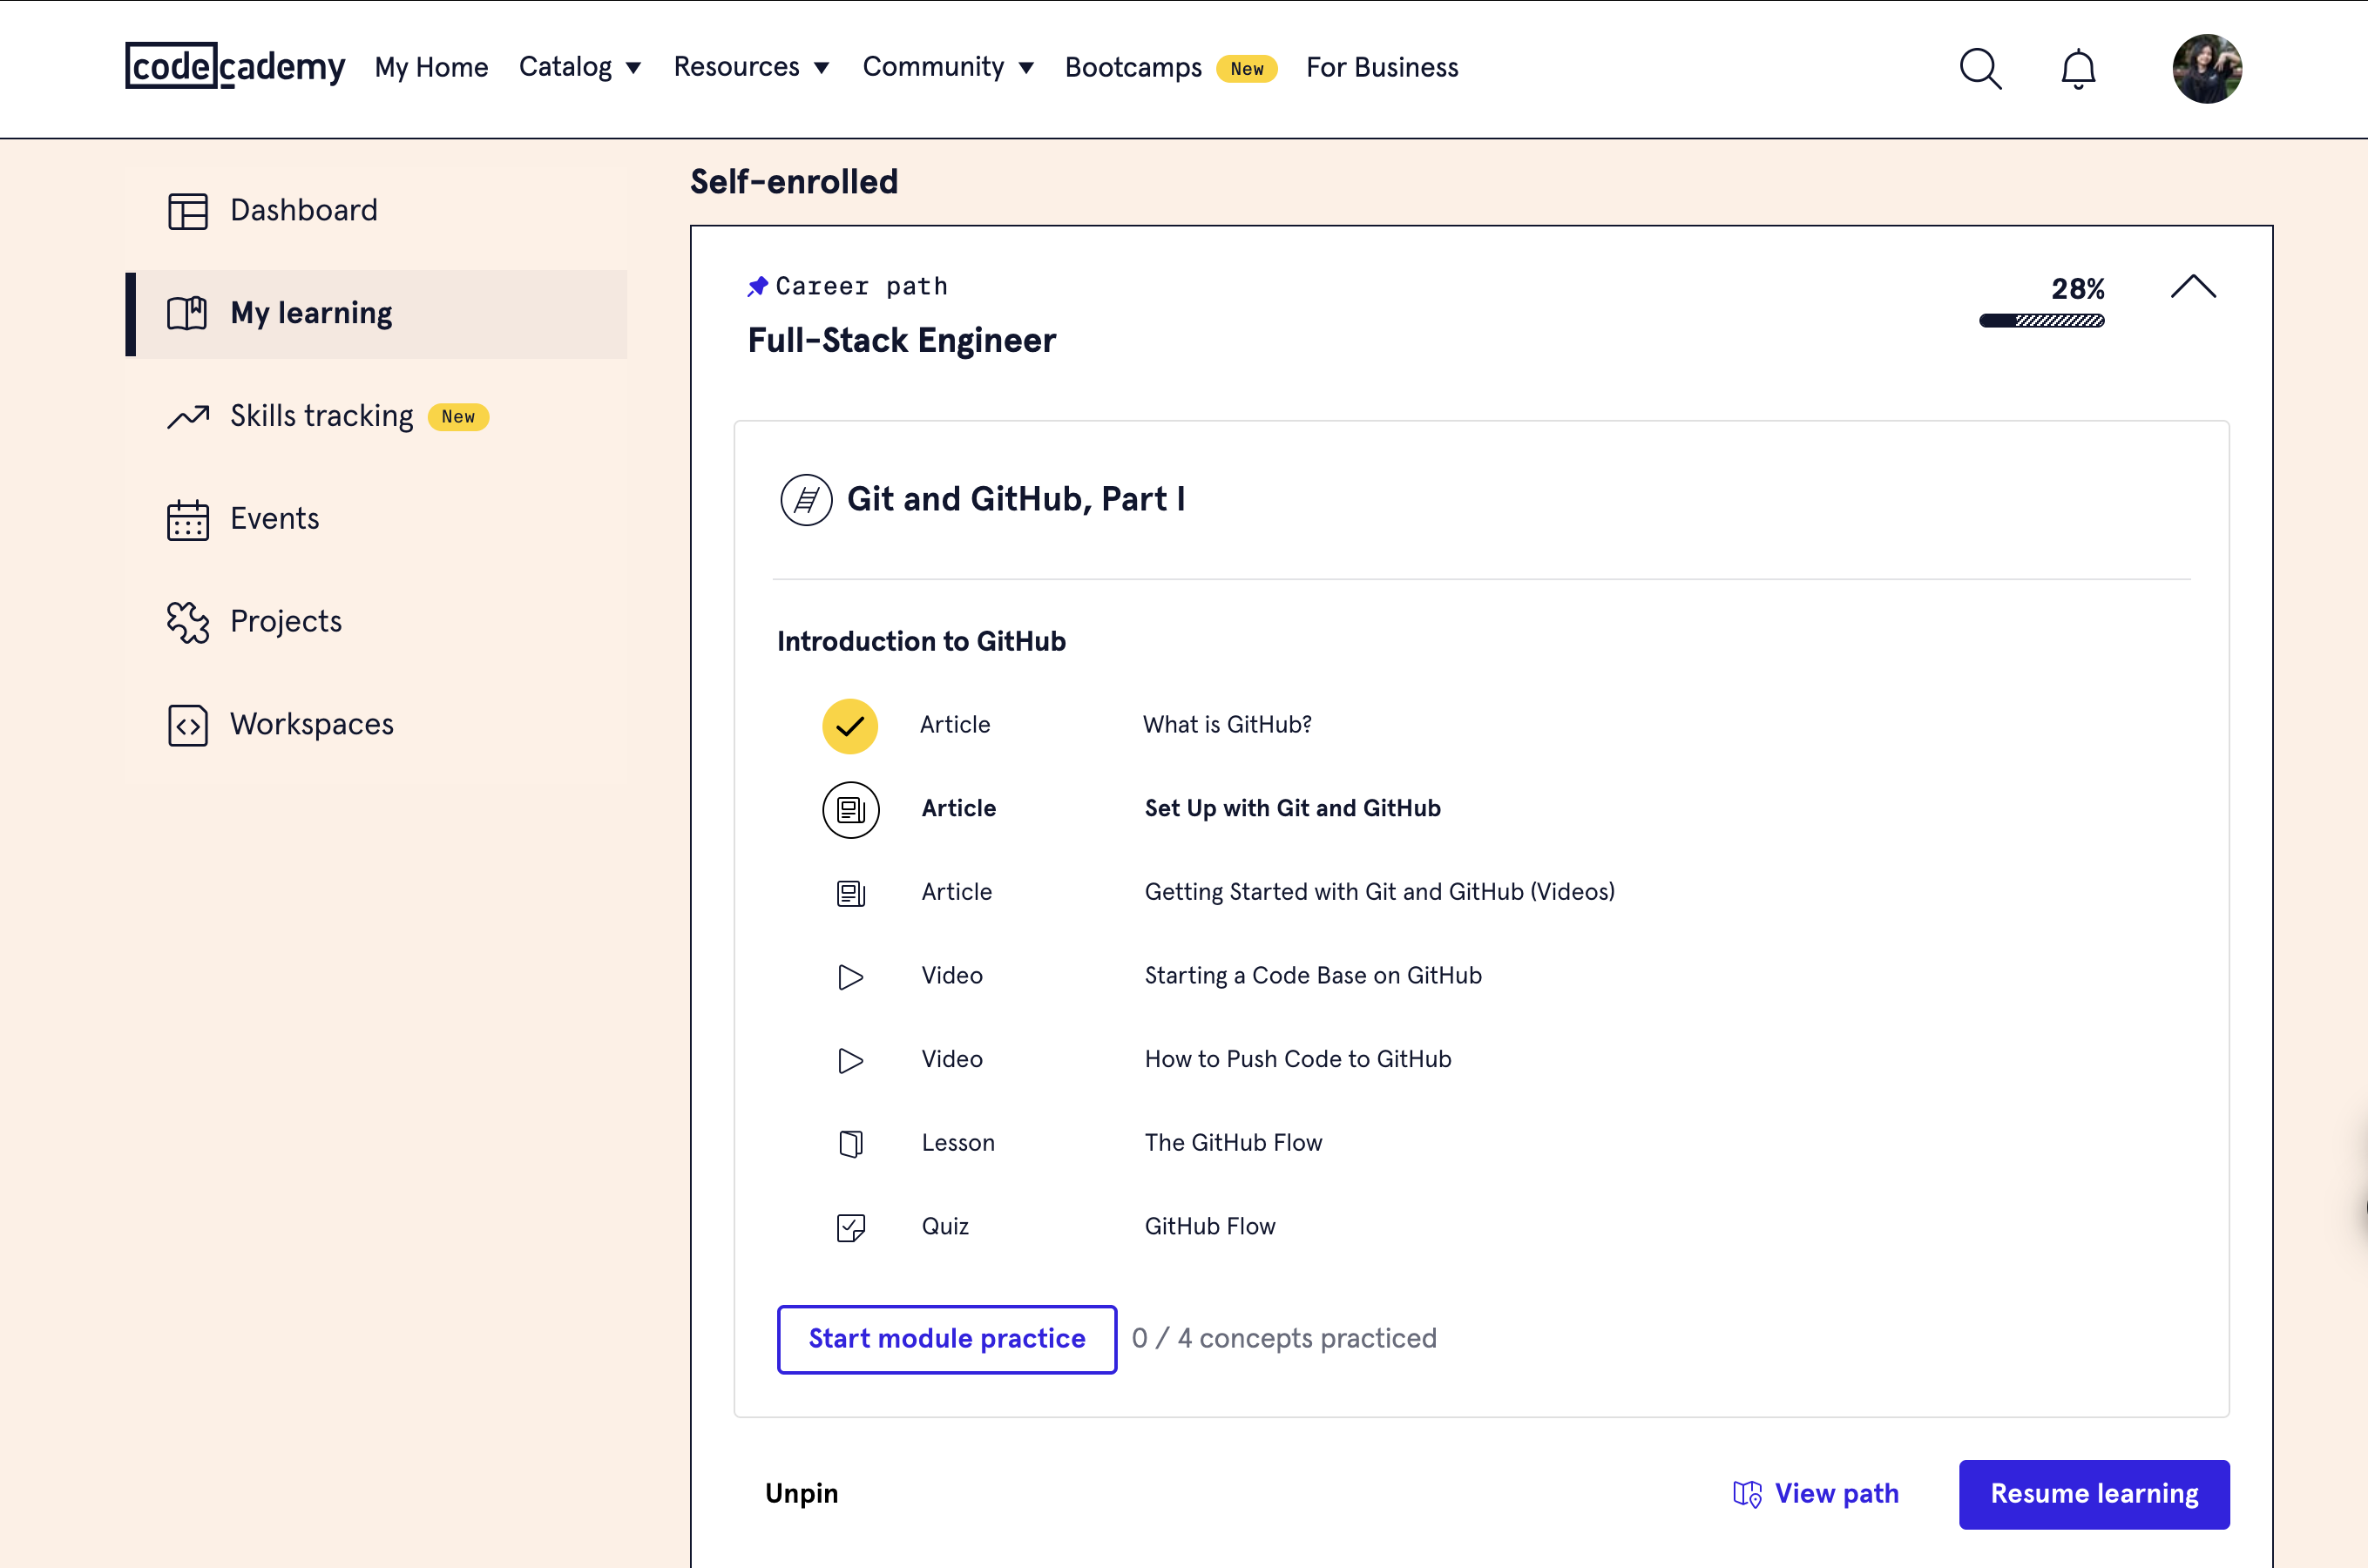 codecademy My Home Catalog Resources Community Bootcamps New For Business
Dashboard
My learning
Skills tracking New
Events
Projects
Workspaces
Self-enrolled
Career path
28%
Full-Stack Engineer
Git and GitHub, Part I
Introduction to GitHub
Article What is GitHub?
Article Set Up with Git and GitHub
Article Getting Started with Git and GitHub (Videos)
Video Starting a Code Base on GitHub
Video How to Push Code to GitHub
Lesson The GitHub Flow
Quiz GitHub Flow
Start module practice 0 / 4 concepts practiced
Unpin View path Resume learning